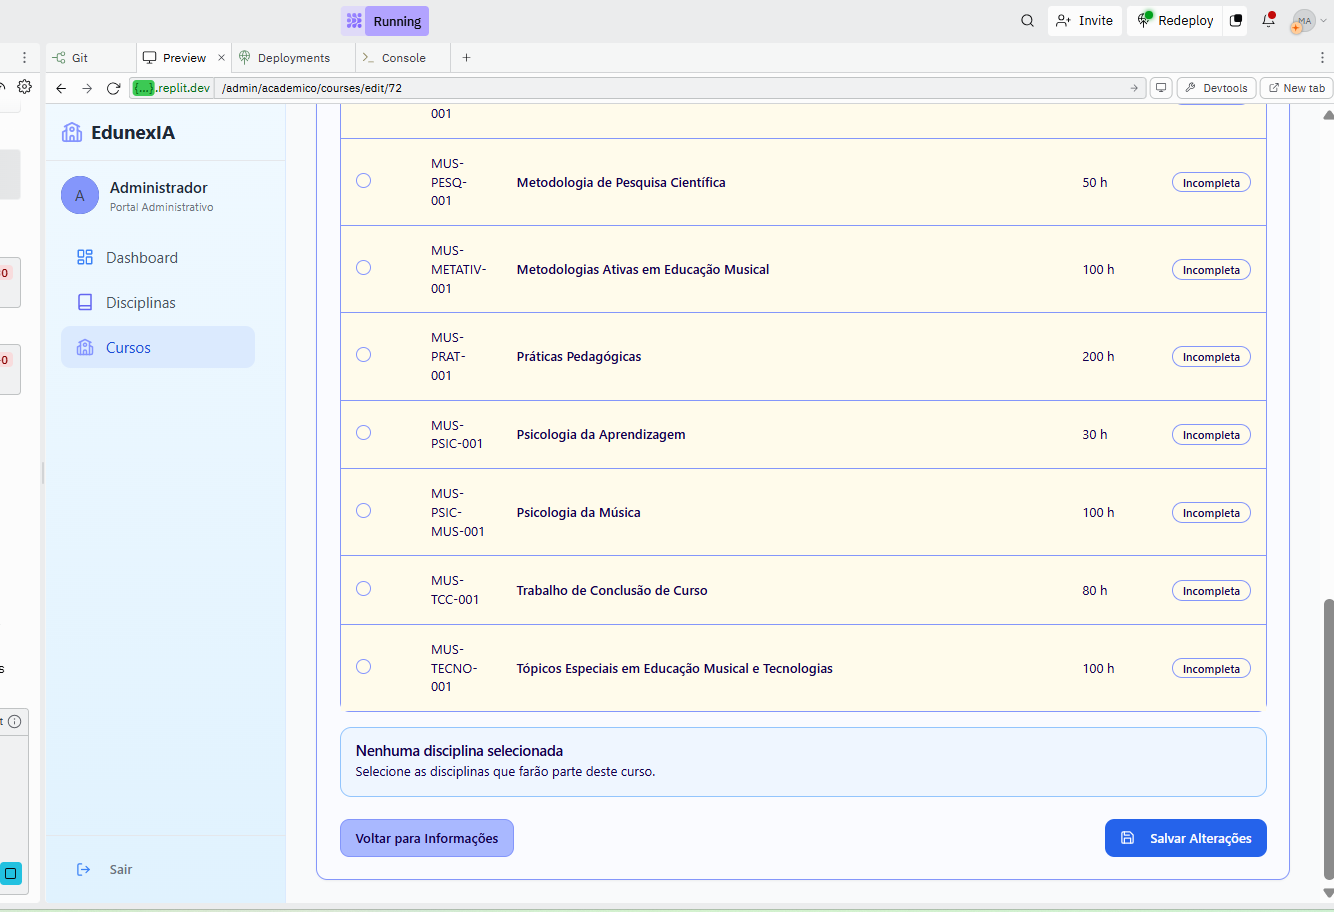 Running
Invite
Redeploy
MA
Git
Preview
Deployments
Console
{...}.replit.dev
/admin/academico/courses/edit/72
Devtools
New tab
EdunexIA
A
Administrador
Portal Administrativo
Dashboard
Disciplinas
Cursos
Sair
001
MUS-
PESQ-
001
Metodologia de Pesquisa Científica
50 h
Incompleta
MUS-
METATIV-
001
Metodologias Ativas em Educação Musical
100 h
Incompleta
MUS-
PRAT-
001
Práticas Pedagógicas
200 h
Incompleta
MUS-
PSIC-001
Psicologia da Aprendizagem
30 h
Incompleta
MUS-
PSIC-
MUS-001
Psicologia da Música
100 h
Incompleta
MUS-
TCC-001
Trabalho de Conclusão de Curso
80 h
Incompleta
MUS-
TECNO-
001
Tópicos Especiais em Educação Musical e Tecnologias
100 h
Incompleta
Nenhuma disciplina selecionada
Selecione as disciplinas que farão parte deste curso.
Voltar para Informações
Salvar Alterações